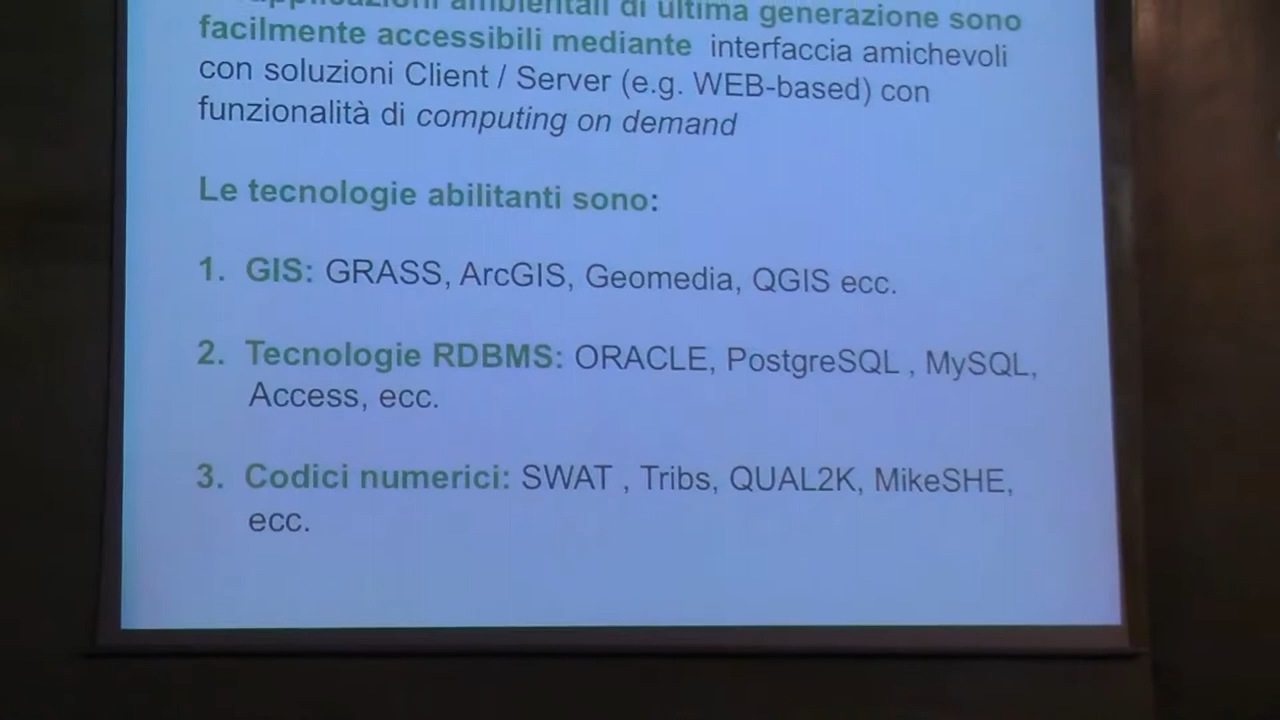 applicazioni ambientali di ultima generazione sono
facilmente accessibili mediante interfaccia amichevoli
con soluzioni Client / Server (e.g. WEB-based) con
funzionalità di computing on demand
Le tecnologie abilitanti sono:
1. GIS: GRASS, ArcGIS, Geomedia, QGIS ecc.
2. Tecnologie RDBMS: ORACLE, PostgreSQL , MySQL,
Access, ecc.
3. Codici numerici: SWAT , Tribs, QUAL2K, MikeSHE,
ecc.